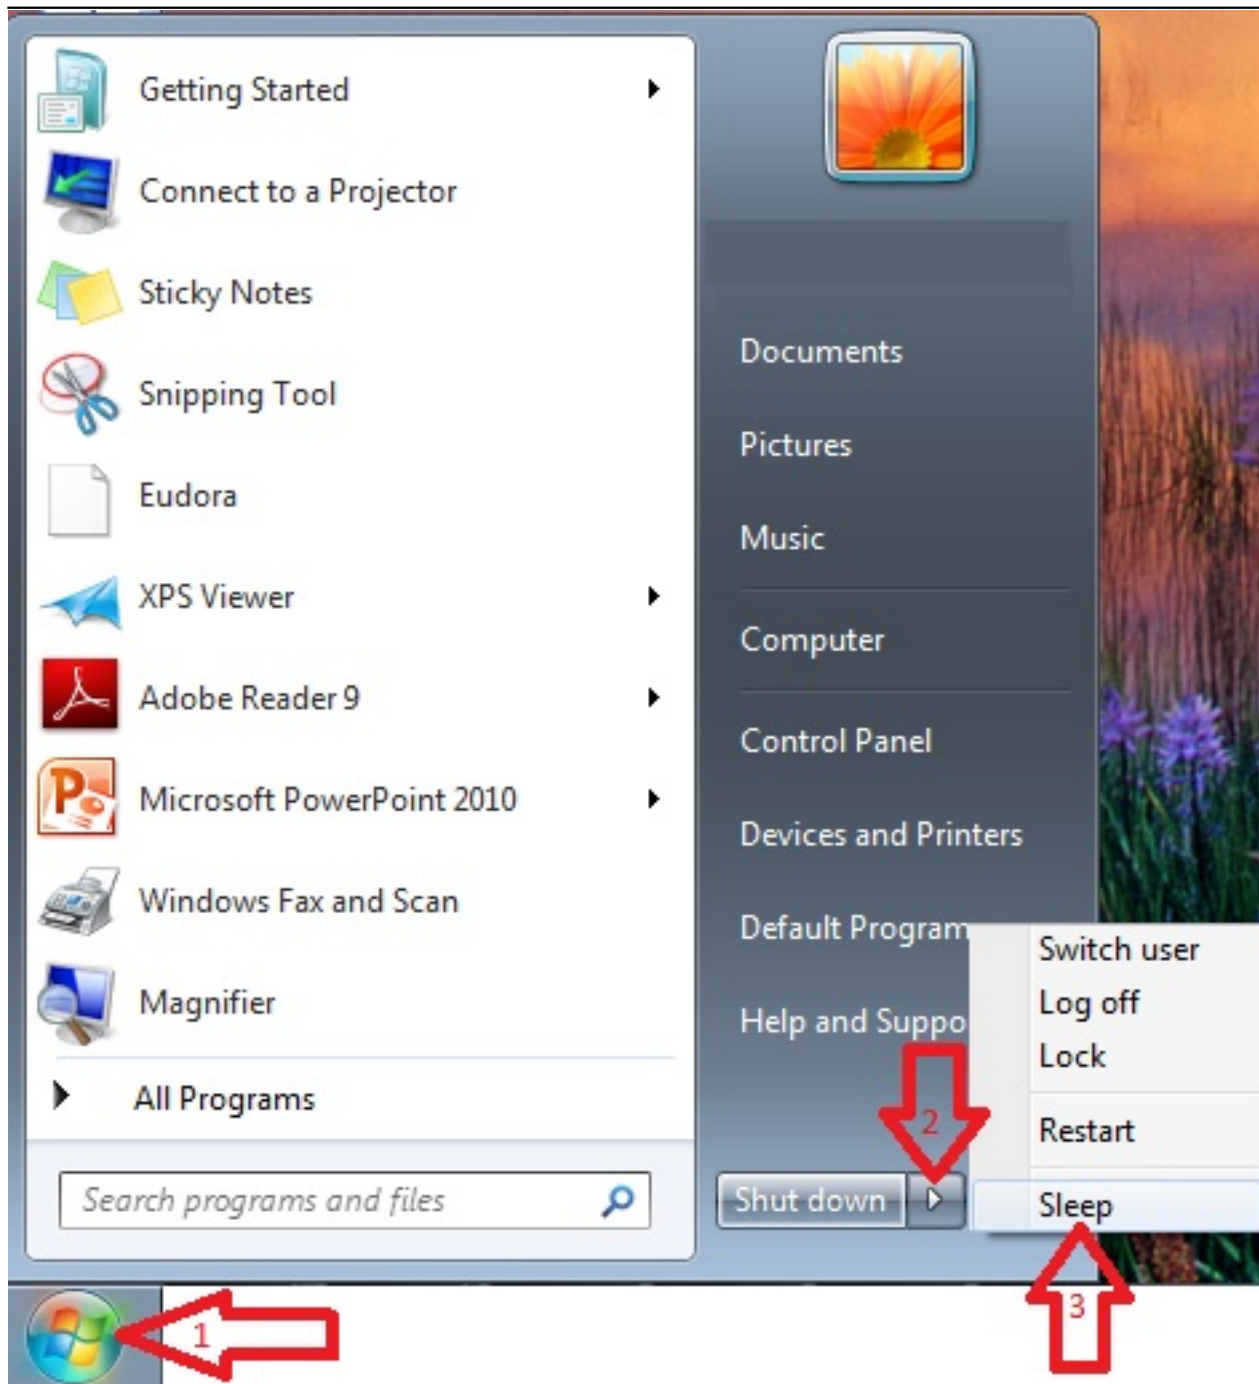 Getting Started
Connect to a Projector
Sticky Notes
Snipping Tool
Eudora
XPS Viewer
Adobe Reader 9
Microsoft PowerPoint 2010
Windows Fax and Scan
Magnifier
All Programs
Search programs and files
Documents
Pictures
Music
Computer
Control Panel
Devices and Printers
Default Program
Help and Suppo
Shut down
Switch user
Log off
Lock
Restart
Sleep
1
2
3